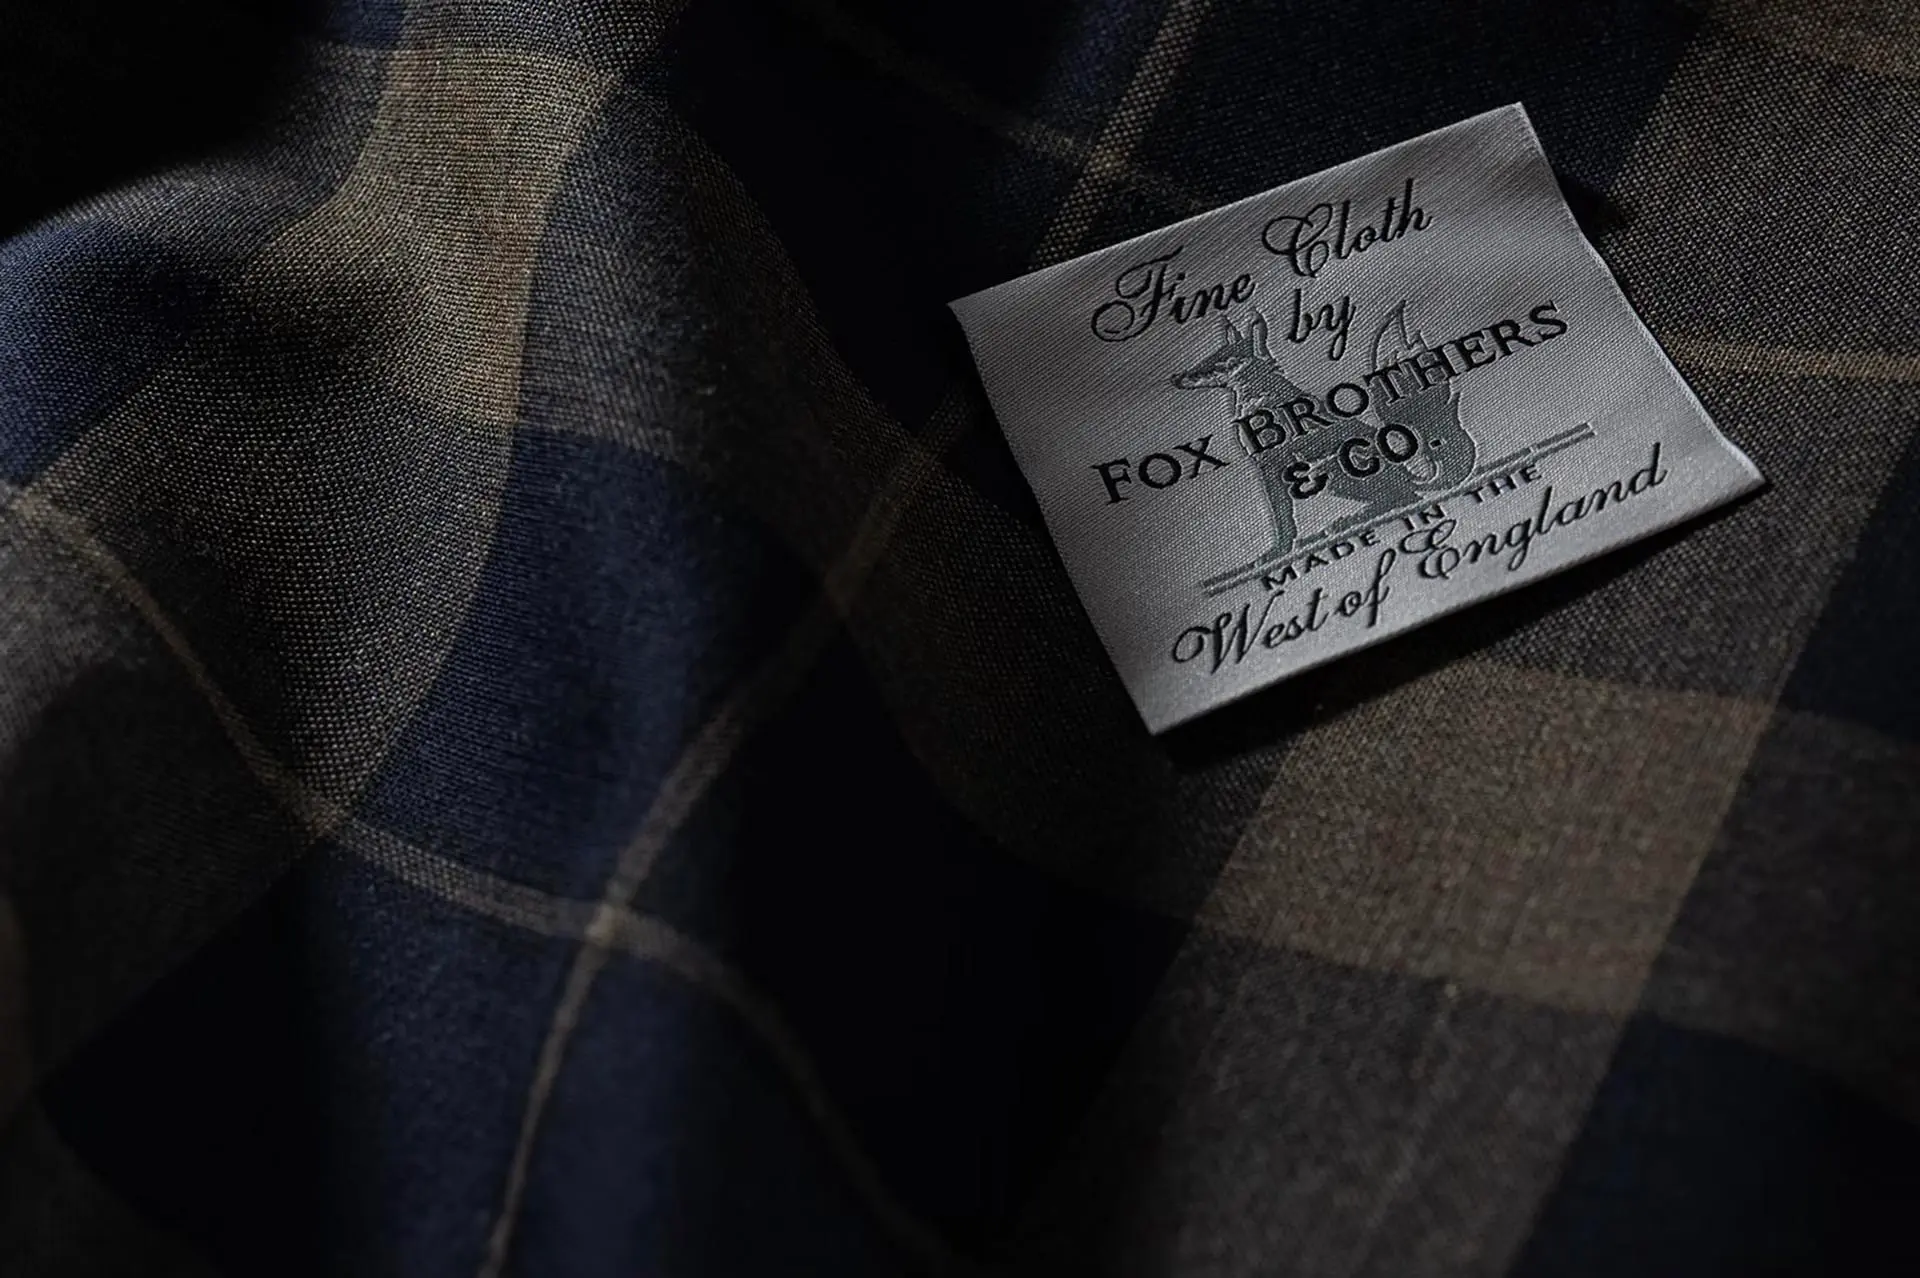 Fine Cloth
by
FOX BROTHERS
& CO.
MADE IN THE
West of England